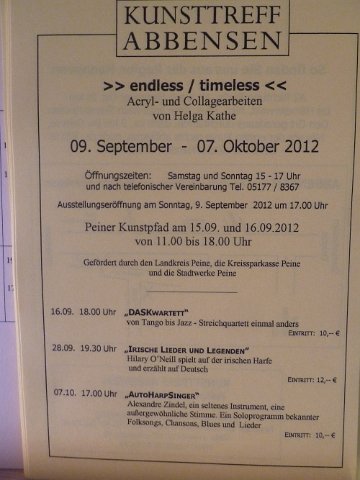 KUNSTTREFF
ABBENSEN
>> endless / timeless <<
Acryl- und Collagearbeiten
von Helga Kathe
09. September - 07. Oktober 2012
Öffnungszeiten: Samstag und Sonntag 15 - 17 Uhr
und nach telefonischer Vereinbarung Tel. 05177 / 8367
Ausstellungseröffnung am Sonntag, 9. September 2012 um 17.00 Uhr
Peiner Kunstpfad am 15.09. und 16.09.2012
von 11.00 bis 18.00 Uhr
Gefördert durch den Landkreis Peine, die Kreissparkasse Peine
und die Stadtwerke Peine
16.09. 18.00 Uhr „DASKwartett"
von Tango bis Jazz - Streichquartett einmal anders
Eintritt: 10,-- €
28.09. 19.30 Uhr „Irische Lieder und Legenden"
Hilary O´Neill spielt auf der irischen Harfe
und erzählt auf Deutsch
Eintritt: 12,-- €
07.10. 17.00 Uhr „AutoHarpSinger"
Alexandre Zindel, ein seltenes Instrument, eine
außergewöhnliche Stimme. Ein Soloprogramm bekannter
Folksongs, Chansons, Blues und Lieder
Eintritt: 10,-- €